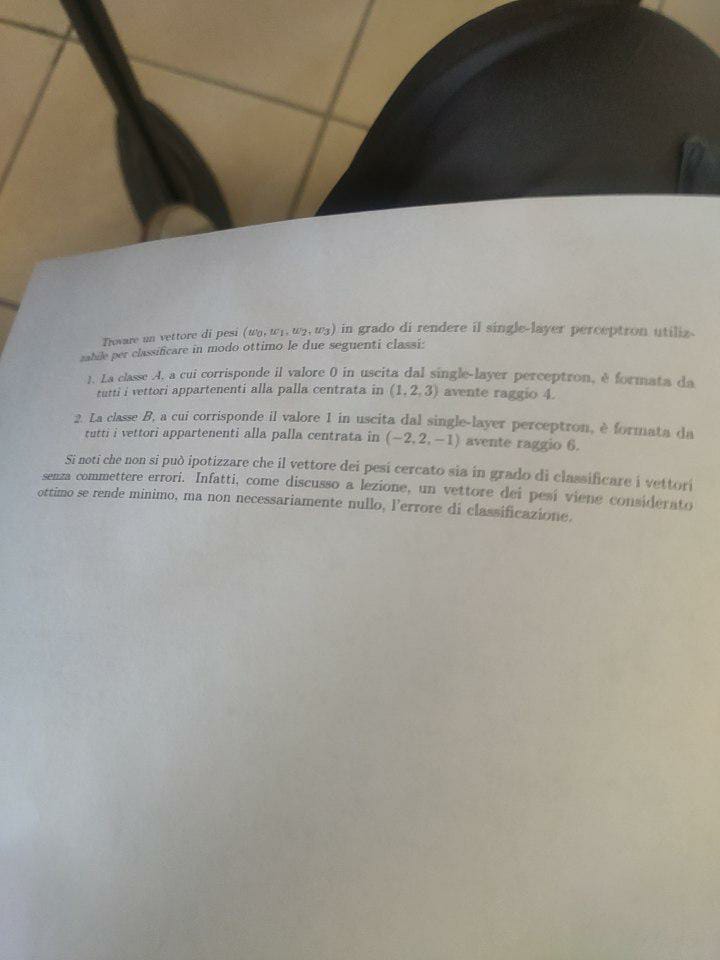 Trovare un vettore di pesi (w₀, w₁, w₂, w₃) in grado di rendere il single-layer perceptron utiliz-
zabile per classificare in modo ottimo le due seguenti classi:
1. La classe A, a cui corrisponde il valore 0 in uscita dal single-layer perceptron, è formata da
tutti i vettori appartenenti alla palla centrata in (1, 2, 3) avente raggio 4.
2. La classe B, a cui corrisponde il valore 1 in uscita dal single-layer perceptron, è formata da
tutti i vettori appartenenti alla palla centrata in (−2, 2, −1) avente raggio 6.
Si noti che non si può ipotizzare che il vettore dei pesi cercato sia in grado di classificare i vettori
senza commettere errori. Infatti, come discusso a lezione, un vettore dei pesi viene considerato
ottimo se rende minimo, ma non necessariamente nullo, l'errore di classificazione.